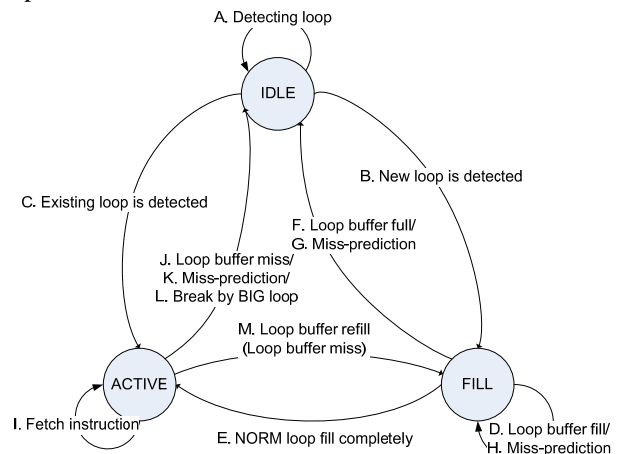 A. Detecting loop
IDLE
B. New loop is detected
C. Existing loop is detected
F. Loop buffer full/
G. Miss-prediction
J. Loop buffer miss/
K. Miss-prediction/
L. Break by BIG loop
M. Loop buffer refill
(Loop buffer miss)
ACTIVE
FILL
I. Fetch instruction
D. Loop buffer fill/
H. Miss-prediction
E. NORM loop fill completely